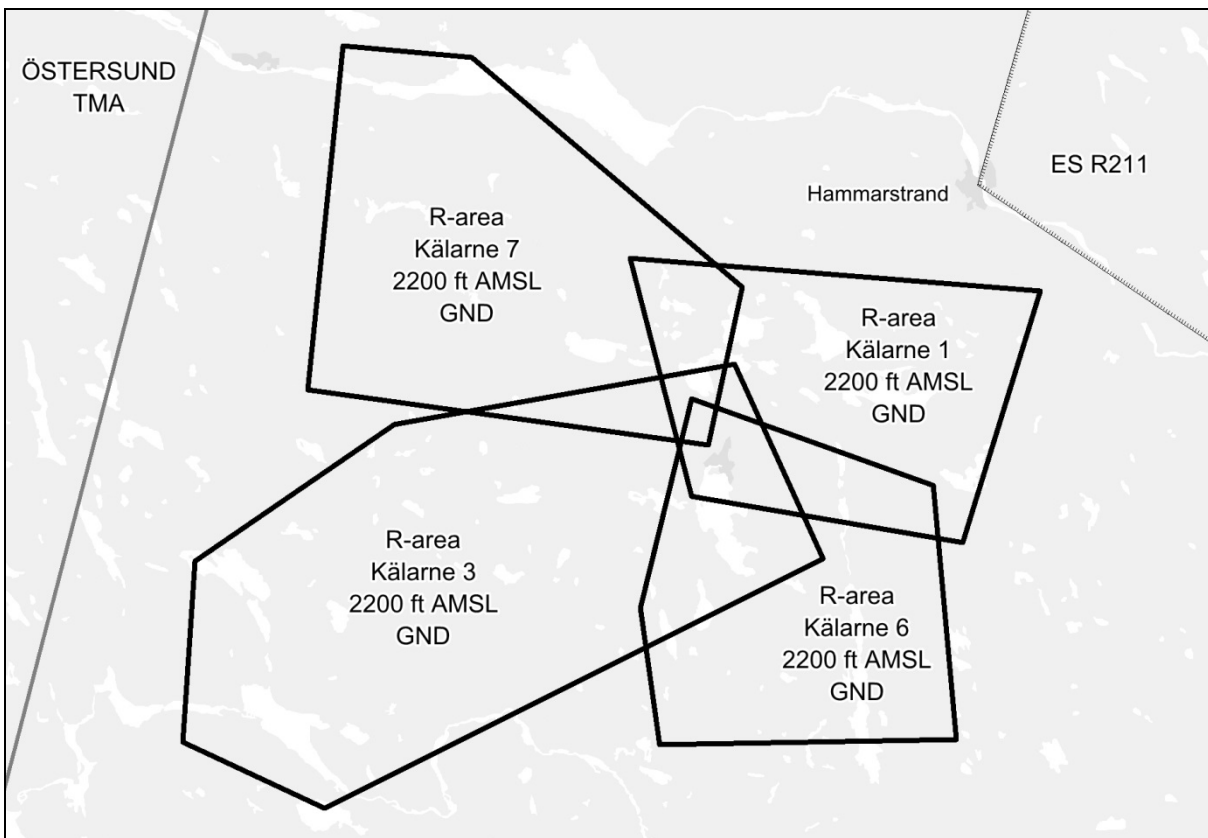 ÖSTERSUND
TMA
ES R211
Hammarstrand
R-area
Kälarne 7
2200 ft AMSL
GND
R-area
Kälarne 1
2200 ft AMSL
GND
R-area
Kälarne 3
2200 ft AMSL
GND
R-area
Kälarne 6
2200 ft AMSL
GND